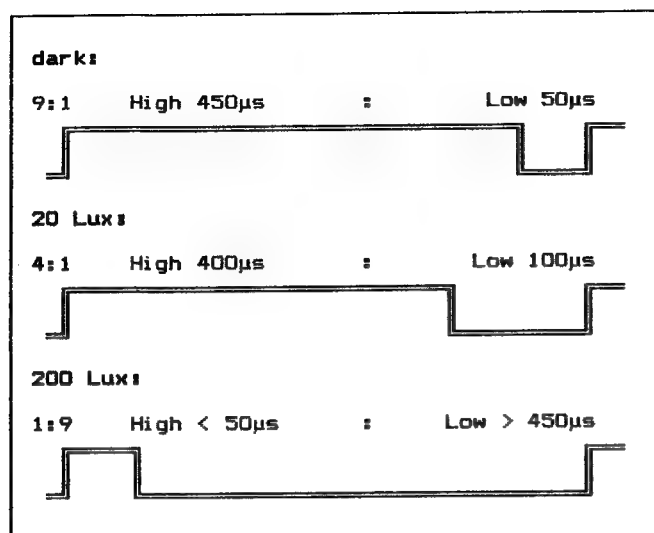 dark:
9:1 High 450µs : Low 50µs
20 Lux:
4:1 High 400µs : Low 100µs
200 Lux:
1:9 High < 50µs : Low > 450µs